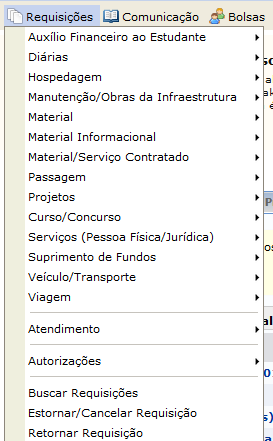 Requisições Comunicação Bolsas
Auxílio Financeiro ao Estudante
Diárias
Hospedagem
Manutenção/Obras da Infraestrutura
Material
Material Informacional
Material/Serviço Contratado
Passagem
Projetos
Curso/Concurso
Serviços (Pessoa Física/Jurídica)
Suprimento de Fundos
Veículo/Transporte
Viagem
Atendimento
Autorizações
Buscar Requisições
Estornar/Cancelar Requisição
Retornar Requisição